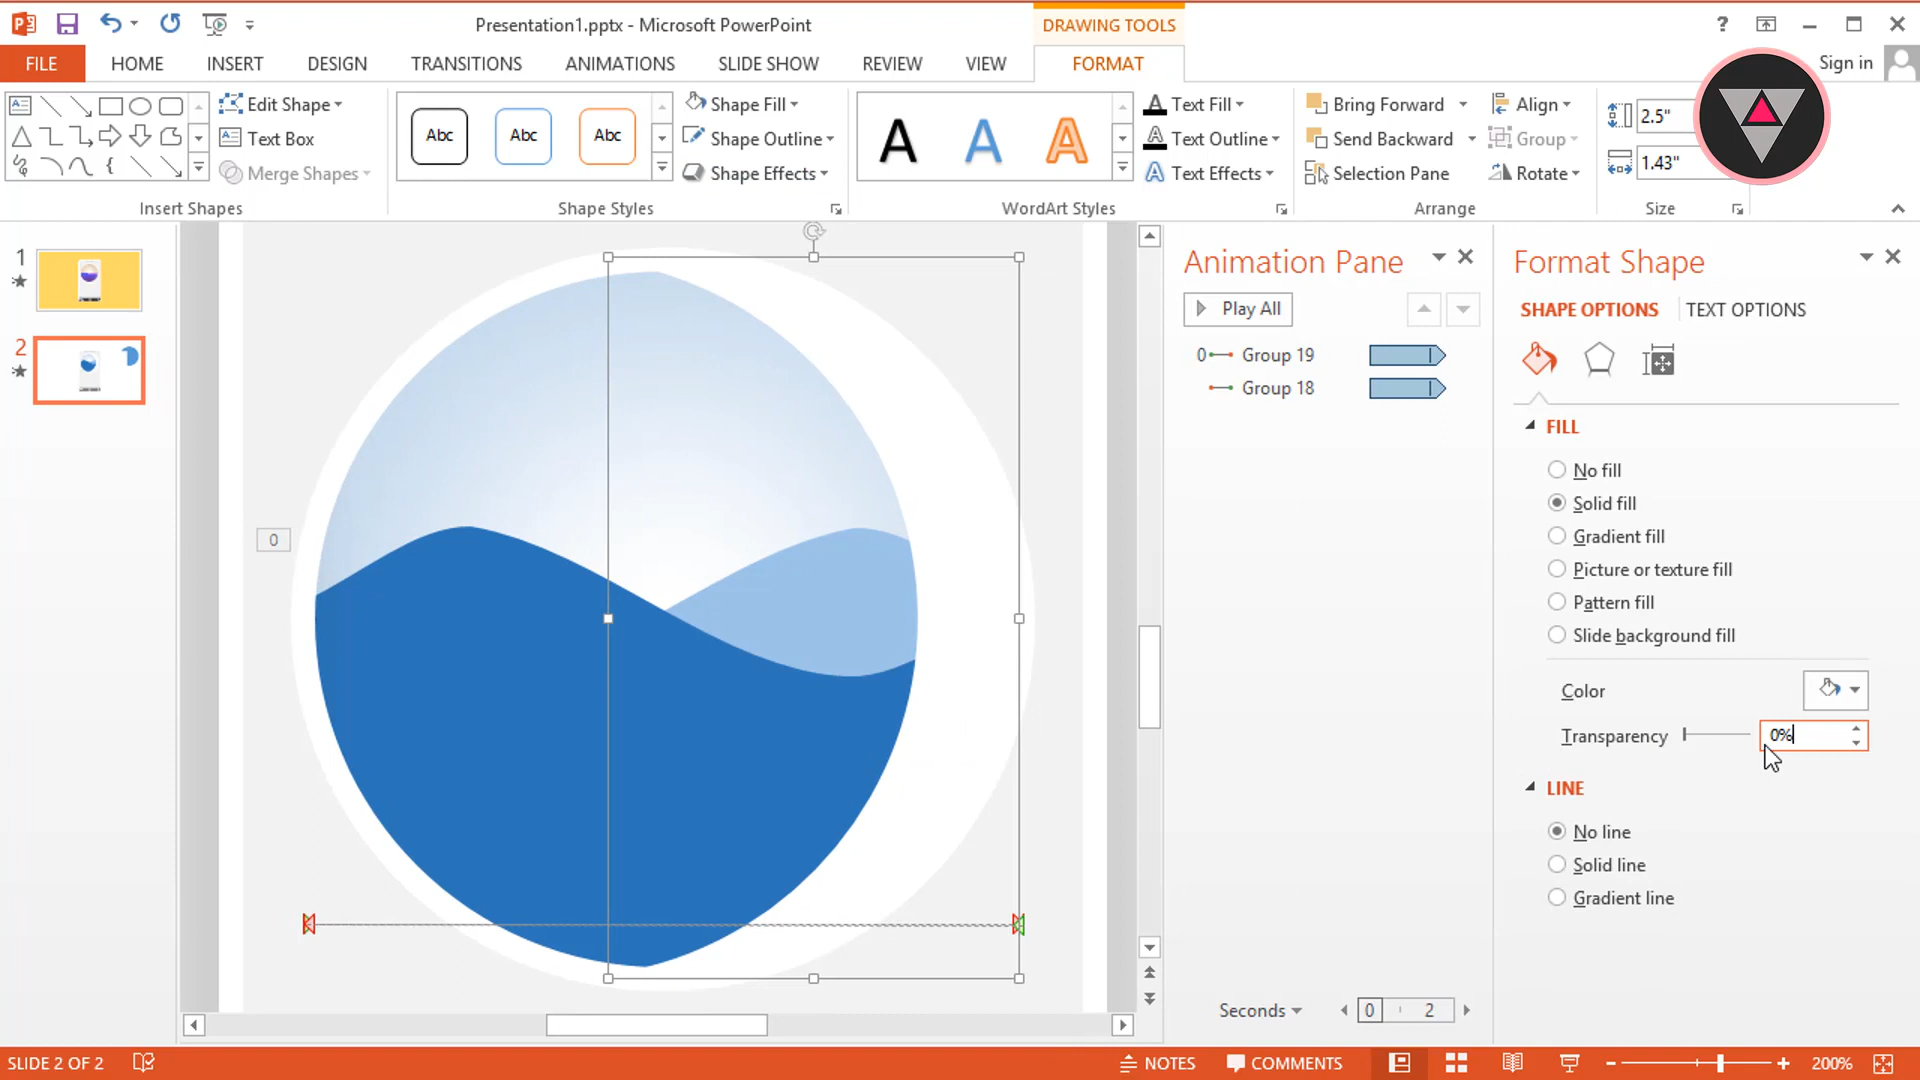 Presentation1.pptx - Microsoft PowerPoint
DRAWING TOOLS
?
FILE HOME INSERT DESIGN TRANSITIONS ANIMATIONS SLIDE SHOW REVIEW VIEW FORMAT
Sign in
Edit Shape
Text Box
Merge Shapes
Insert Shapes
Abc Abc Abc
Shape Fill
Shape Outline
Shape Effects
Shape Styles
A A A
Text Fill
Text Outline
Text Effects
WordArt Styles
Bring Forward
Send Backward
Selection Pane
Align
Group
Rotate
Arrange
2.5"
1.43"
Size
1
2
0
Animation Pane
Play All
0 Group 19
Group 18
Seconds
0 2
Format Shape
SHAPE OPTIONS TEXT OPTIONS
FILL
No fill
Solid fill
Gradient fill
Picture or texture fill
Pattern fill
Slide background fill
Color
Transparency 0%
LINE
No line
Solid line
Gradient line
SLIDE 2 OF 2
NOTES
COMMENTS
200%